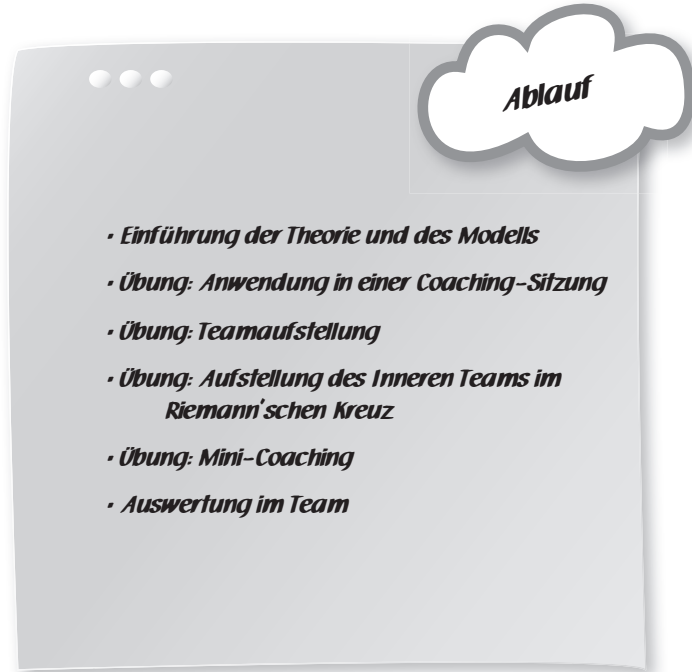 Ablauf
· Einführung der Theorie und des Modells
· Übung: Anwendung in einer Coaching-Sitzung
· Übung: Teamaufstellung
· Übung: Aufstellung des Inneren Teams im
Riemann'schen Kreuz
· Übung: Mini-Coaching
· Auswertung im Team